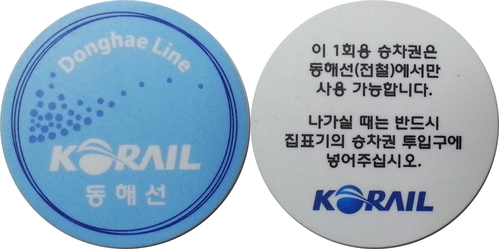 Donghae Line
KORAIL
동해선
이 1회용 승차권은
동해선(전철)에서만
사용 가능합니다.
나가실 때는 반드시
집표기의 승차권 투입구에
넣어주십시오.
KORAIL